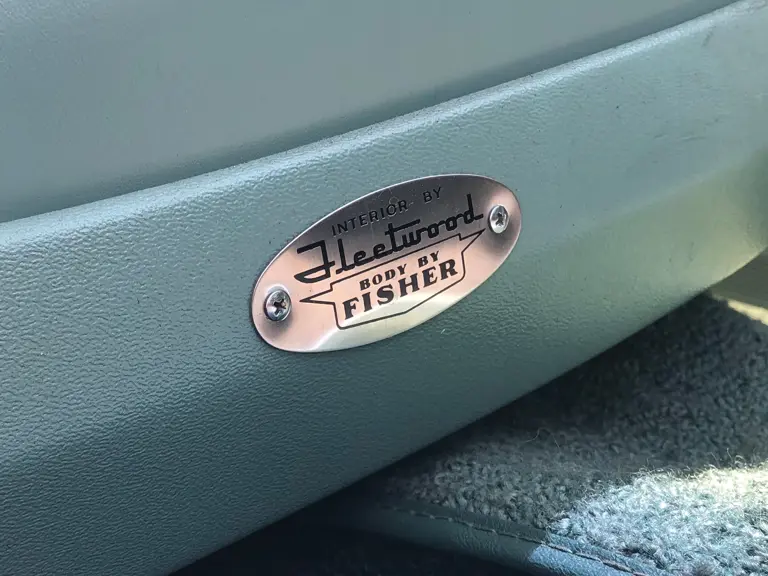 INTERIOR BY
Fleetwood
BODY BY
FISHER